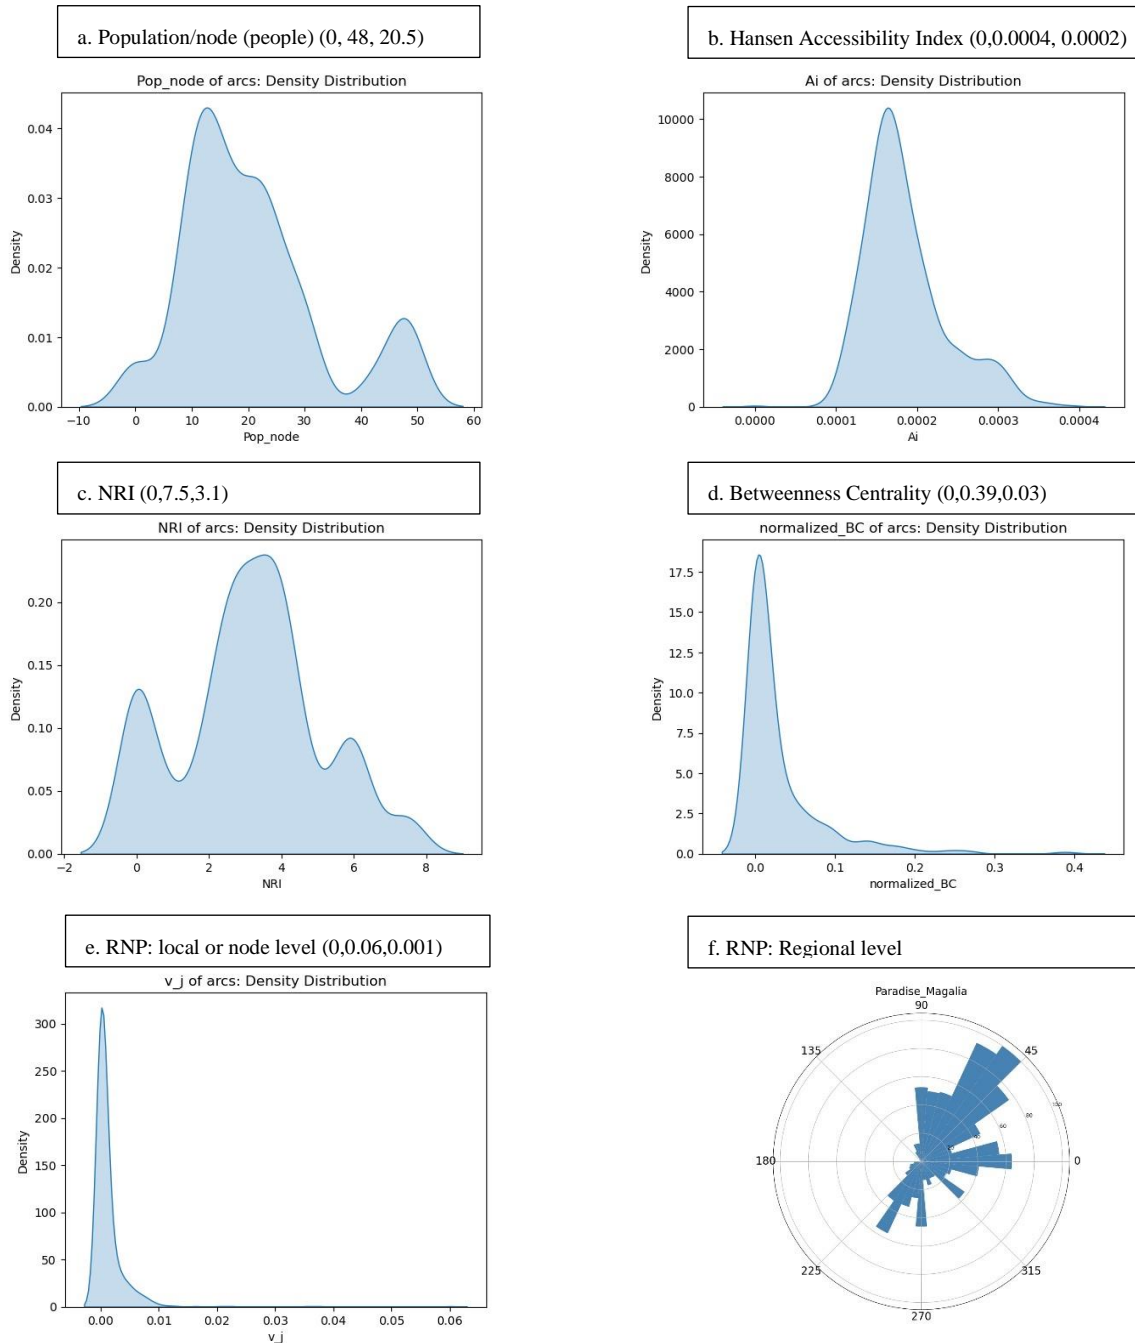 a. Population/node (people) (0, 48, 20.5)
Pop_node of arcs: Density Distribution
0.04
0.03
0.02
0.01
0.00
Density
−10 0 10 20 30 40 50 60
Pop_node
b. Hansen Accessibility Index (0,0.0004, 0.0002)
Ai of arcs: Density Distribution
10000
8000
6000
4000
2000
0
Density
0.0000 0.0001 0.0002 0.0003 0.0004
Ai
c. NRI (0,7.5,3.1)
NRI of arcs: Density Distribution
0.20
0.15
0.10
0.05
0.00
Density
−2 0 2 4 6 8
NRI
d. Betweenness Centrality (0,0.39,0.03)
normalized_BC of arcs: Density Distribution
17.5
15.0
12.5
10.0
7.5
5.0
2.5
0.0
Density
0.0 0.1 0.2 0.3 0.4
normalized_BC
e. RNP: local or node level (0,0.06,0.001)
v_j of arcs: Density Distribution
300
250
200
150
100
50
0
Density
0.00 0.01 0.02 0.03 0.04 0.05 0.06
v_j
f. RNP: Regional level
Paradise_Magalia
90
135 45
180 0
225 315
270